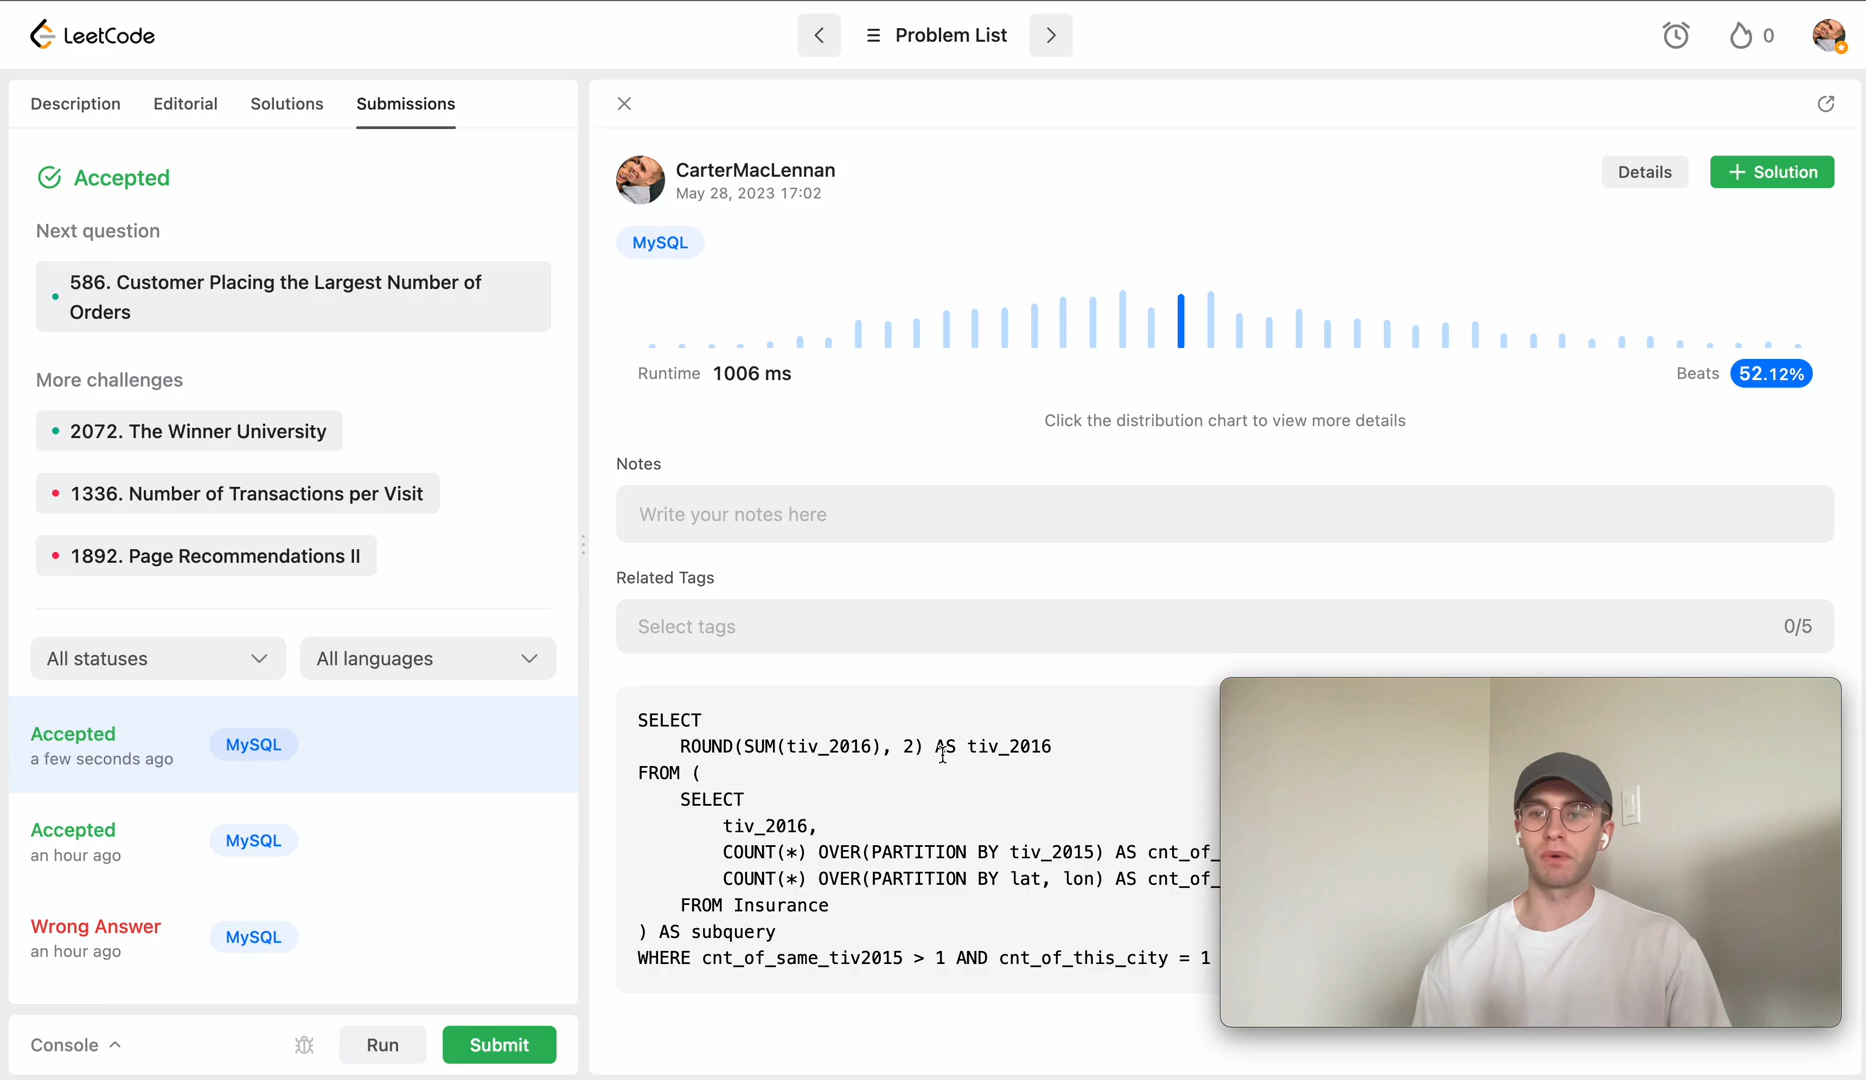 LeetCode
Problem List
0
Description Editorial Solutions Submissions
Accepted
Next question
586. Customer Placing the Largest Number of
Orders
More challenges
2072. The Winner University
1336. Number of Transactions per Visit
1892. Page Recommendations II
All statuses
All languages
Accepted
a few seconds ago
MySQL
Accepted
an hour ago
MySQL
Wrong Answer
an hour ago
MySQL
Console
Run
Submit
CarterMacLennan
May 28, 2023 17:02
Details
+ Solution
MySQL
Runtime 1006 ms
Beats 52.12%
Click the distribution chart to view more details
Notes
Write your notes here
Related Tags
Select tags
0/5
SELECT
ROUND(SUM(tiv_2016), 2) AS tiv_2016
FROM (
SELECT
tiv_2016,
COUNT(*) OVER(PARTITION BY tiv_2015) AS cnt_of_
COUNT(*) OVER(PARTITION BY lat, lon) AS cnt_of_
FROM Insurance
) AS subquery
WHERE cnt_of_same_tiv2015 > 1 AND cnt_of_this_city = 1